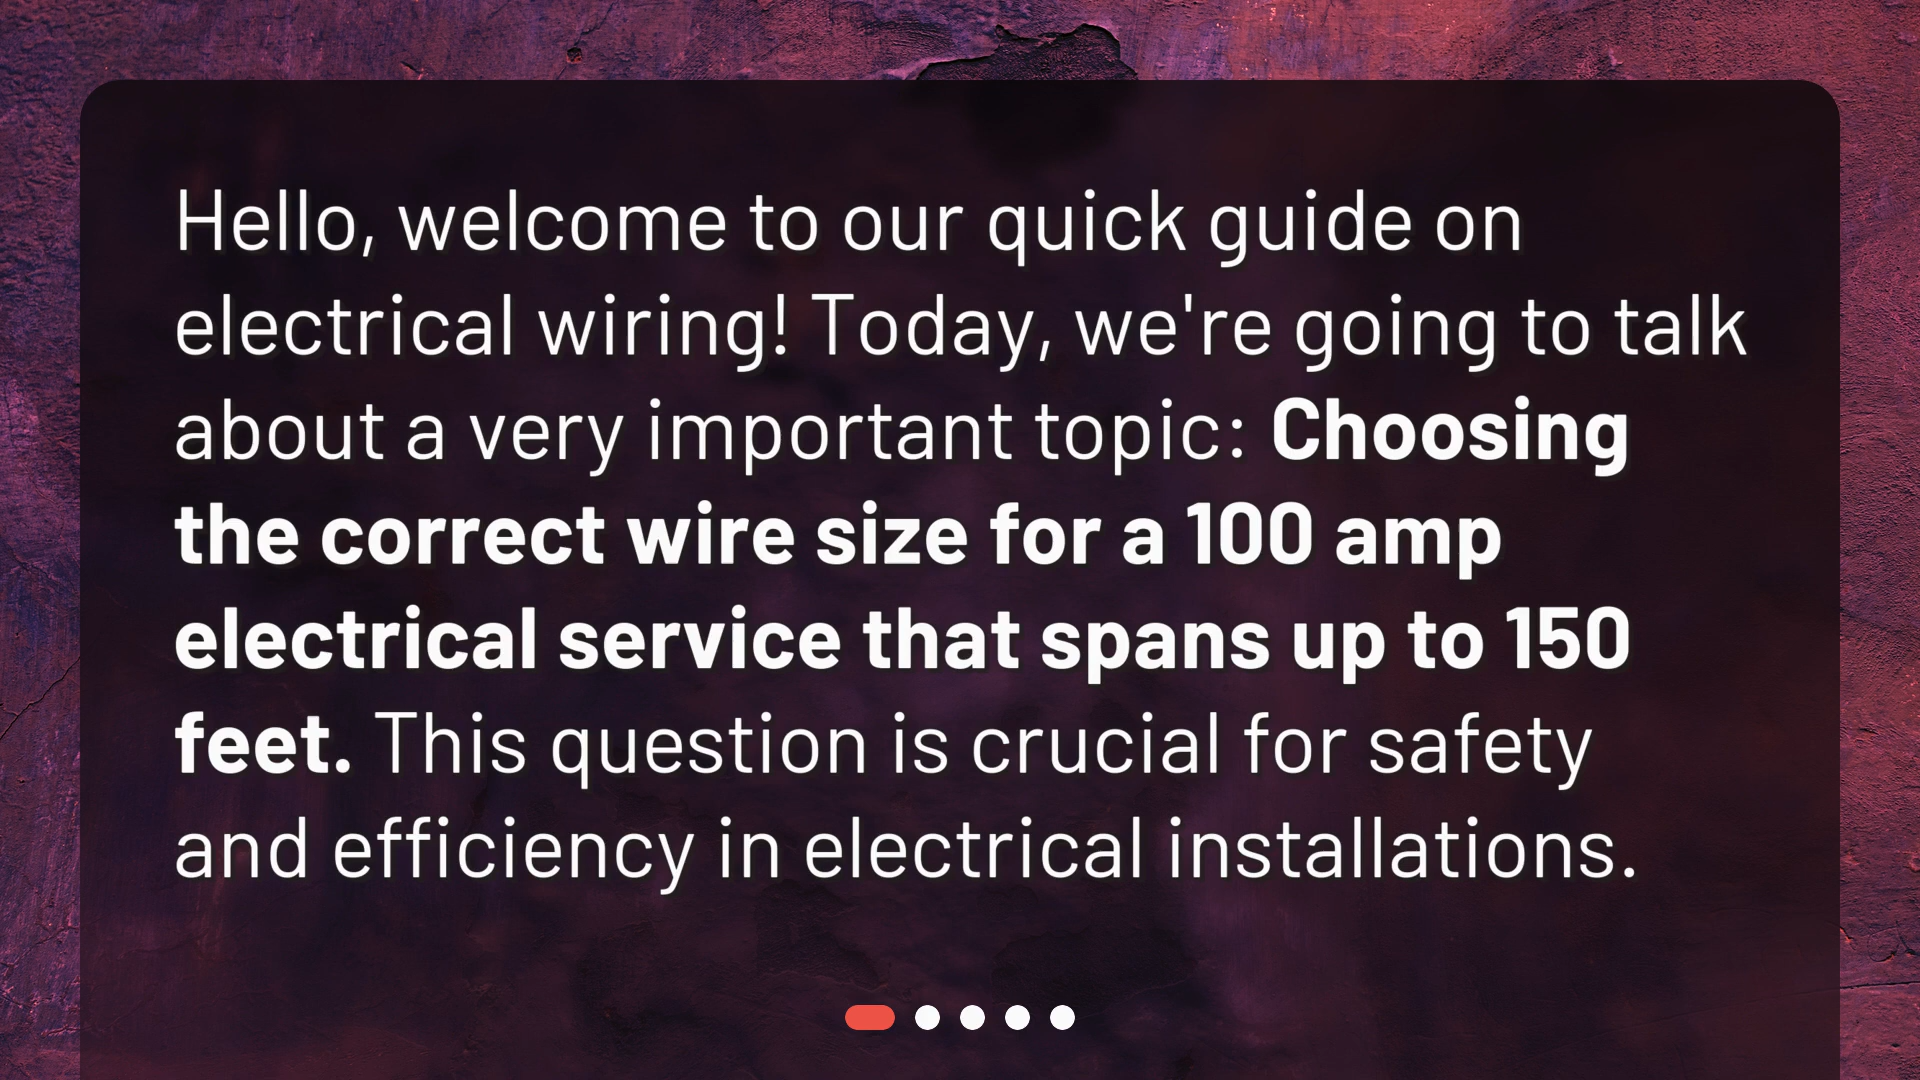 Hello, welcome to our quick guide on
electrical wiring! Today, we're going to talk
about a very important topic: Choosing
the correct wire size for a 100 amp
electrical service that spans up to 150
feet. This question is crucial for safety
and efficiency in electrical installations.